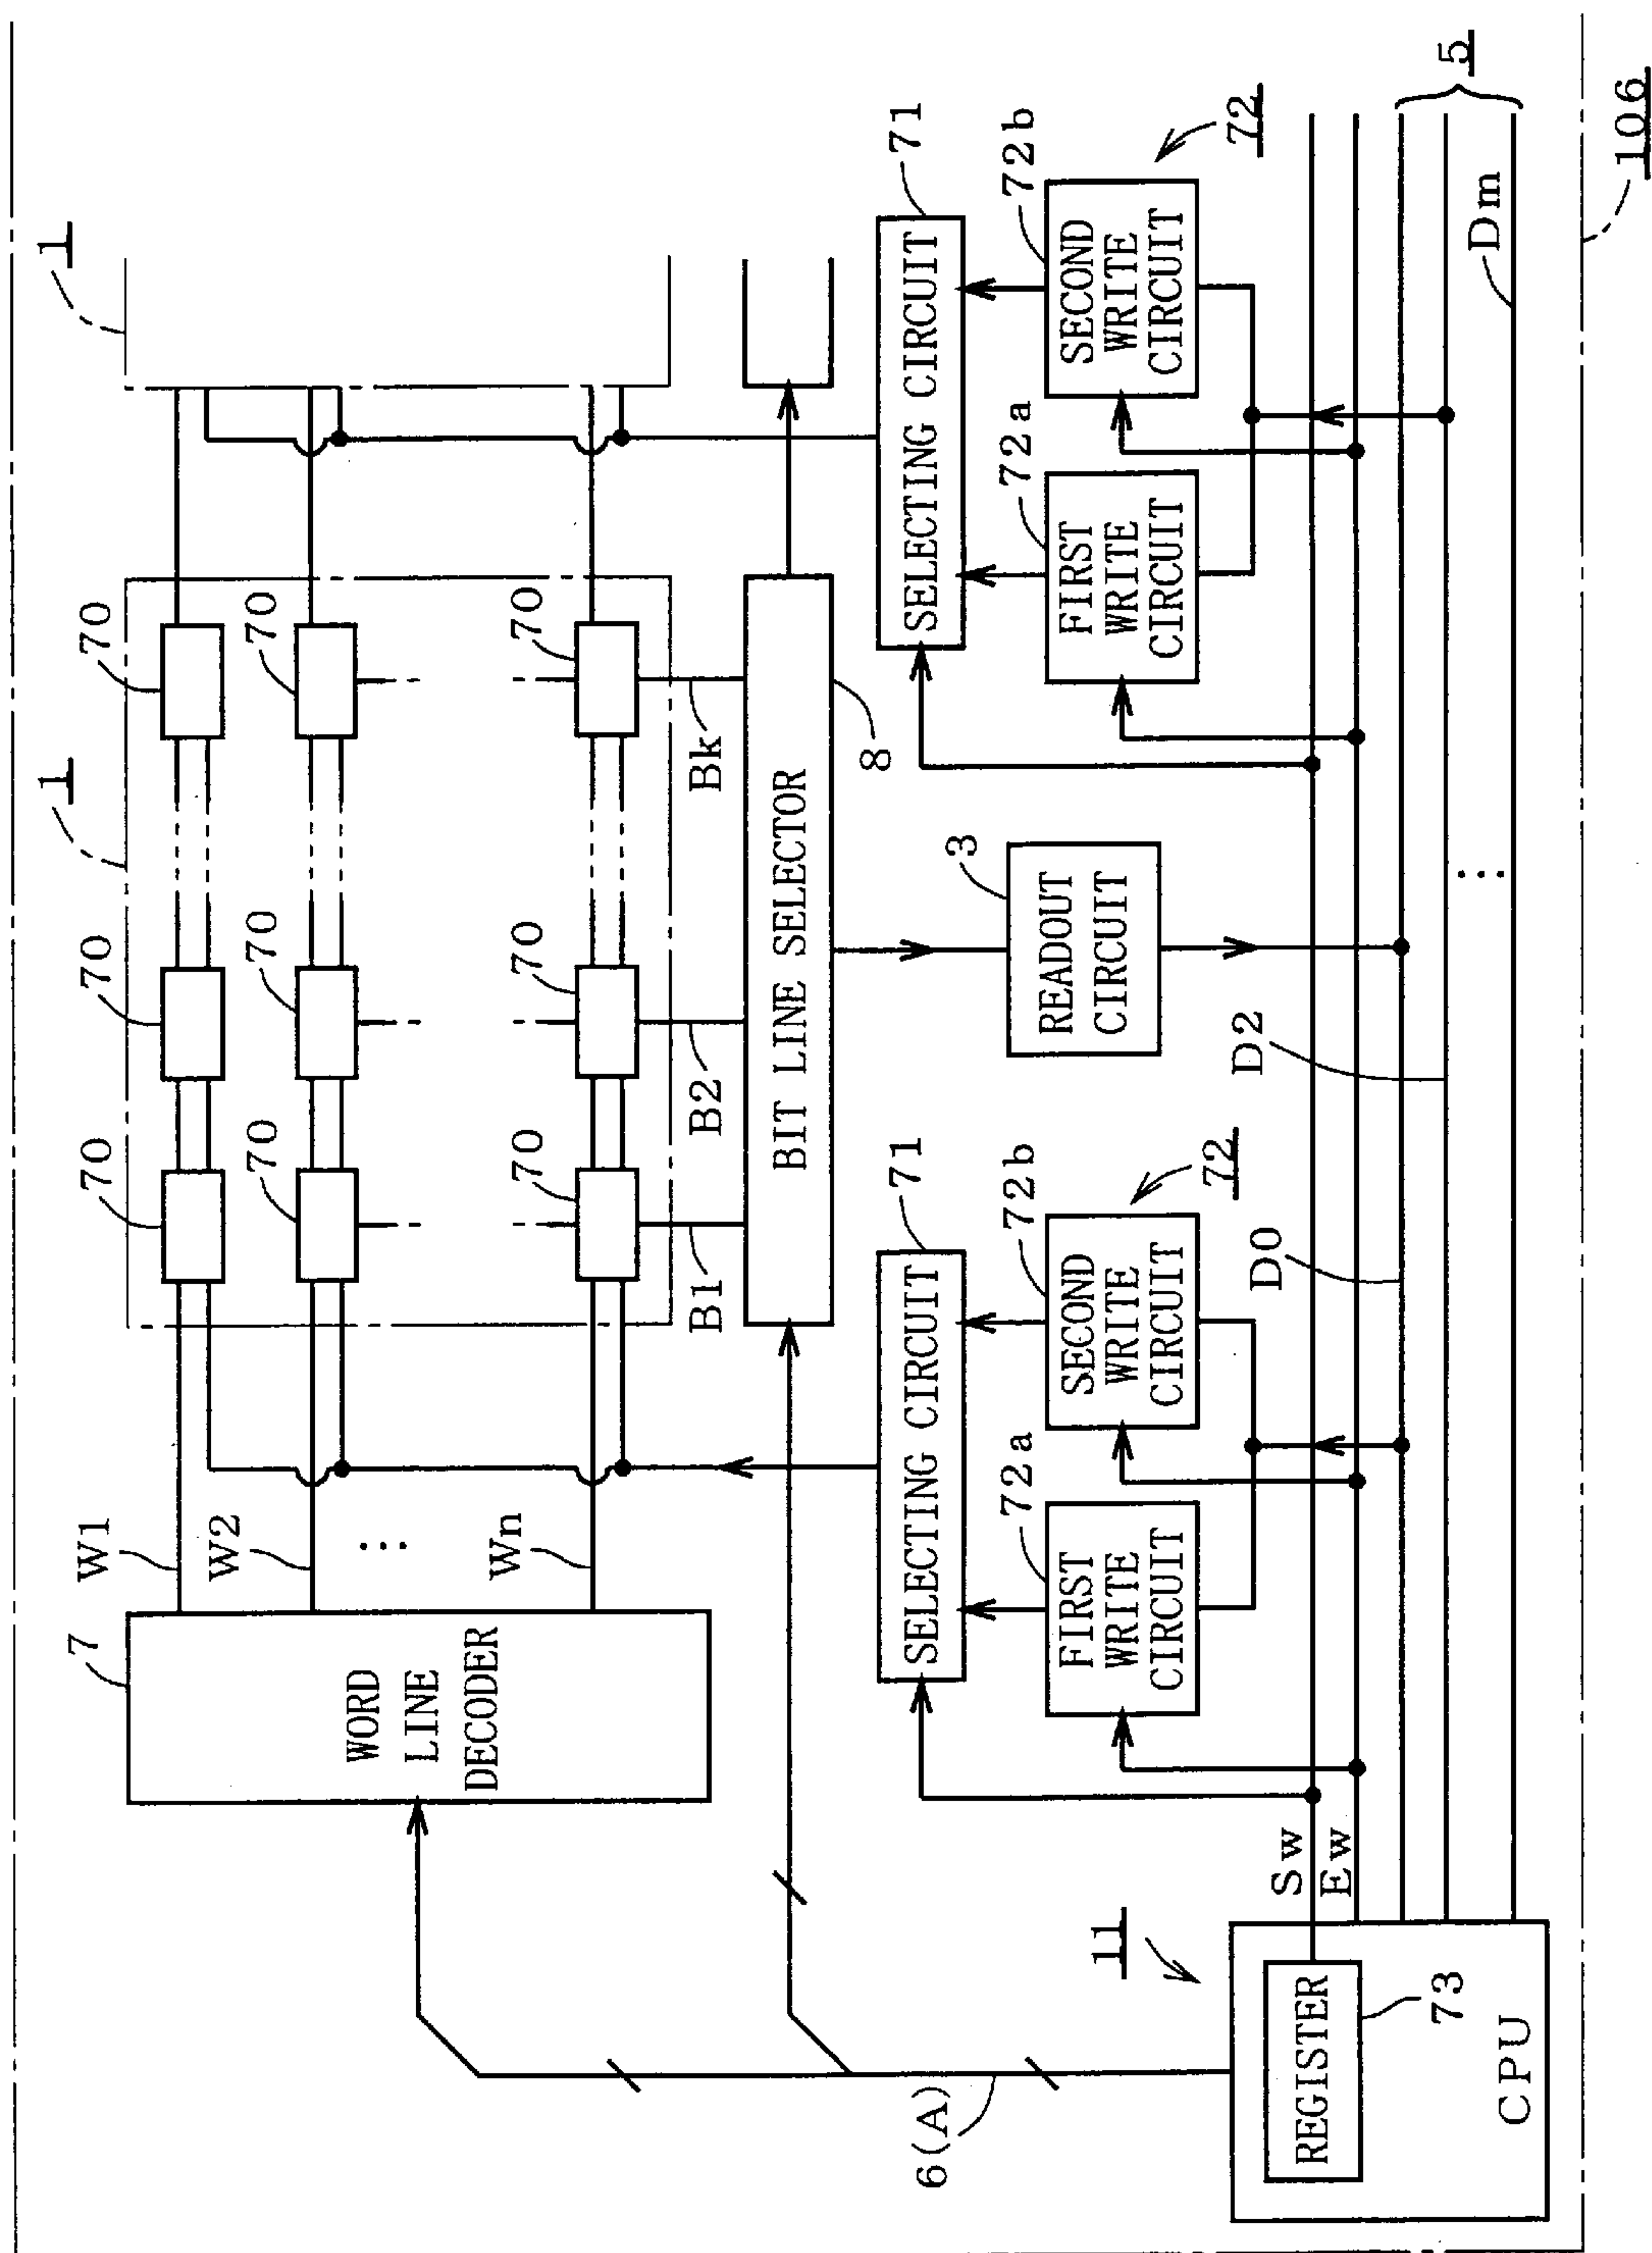 106
1
1
70
70
70
70
70
70
70
70
70
W1
W2
⋮
Wn
7
WORD
LINE
DECODER
B1
B2
Bk
BIT LINE SELECTOR
8
71
SELECTING CIRCUIT
71
SELECTING CIRCUIT
3
READOUT
CIRCUIT
72a
FIRST
WRITE
CIRCUIT
72b
SECOND
WRITE
CIRCUIT
72
72a
FIRST
WRITE
CIRCUIT
72b
SECOND
WRITE
CIRCUIT
72
6(A)
11
Sw
Ew
D0
D2
⋮
Dm
5
REGISTER
73
CPU